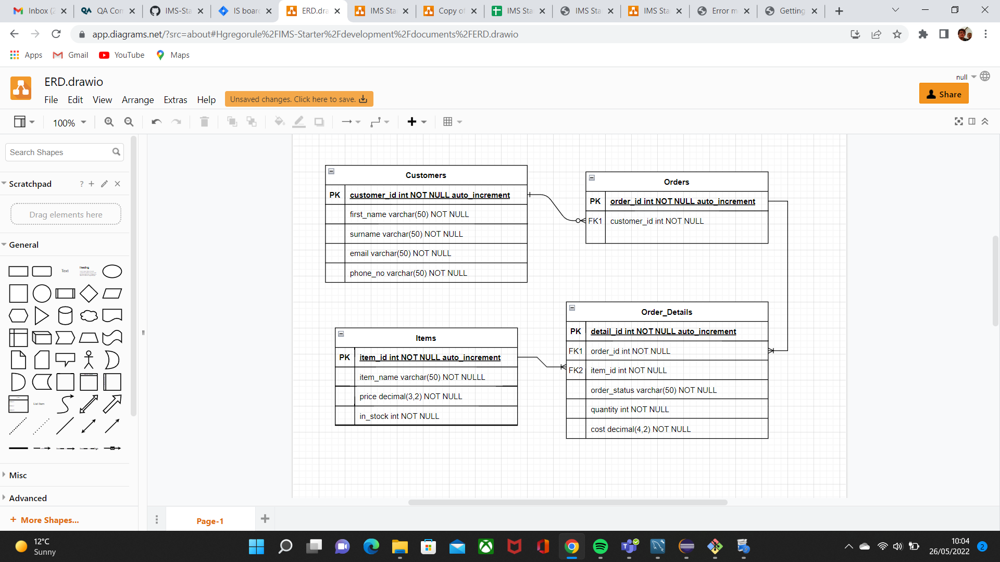 Inbox (2
QA Con
IMS-Sta
IS boar
ERD.dra
IMS Sta
Copy of
IMS Sta
IMS Sta
IMS Sta
Error m
Getting
app.diagrams.net/?src=about#Hgregorule%2FIMS-Starter%2Fdevelopment%2Fdocuments%2FERD.drawio
Apps
Gmail
YouTube
Maps
ERD.drawio
null
File
Edit
View
Arrange
Extras
Help
Unsaved changes. Click here to save.
Share
100%
Search Shapes
Scratchpad
?
Drag elements here
General
Text
Heading
List Item
Misc
Advanced
+ More Shapes...
Customers
PK customer_id int NOT NULL auto_increment
first_name varchar(50) NOT NULL
surname varchar(50) NOT NULL
email varchar(50) NOT NULL
phone_no varchar(50) NOT NULL
Orders
PK order_id int NOT NULL auto_increment
FK1 customer_id int NOT NULL
Items
PK item_id int NOT NULL auto_increment
item_name varchar(50) NOT NULLL
price decimal(3,2) NOT NULL
in_stock int NOT NULL
Order_Details
PK detail_id int NOT NULL auto_increment
FK1 order_id int NOT NULL
FK2 item_id int NOT NULL
order_status varchar(50) NOT NULL
quantity int NOT NULL
cost decimal(4,2) NOT NULL
Page-1
12°C
Sunny
10:04
26/05/2022
2